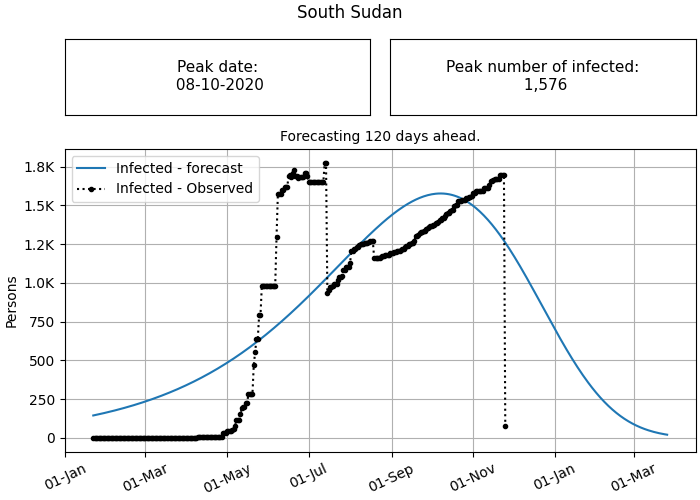 South Sudan
Peak date:
08-10-2020
Peak number of infected:
1,576
Forecasting 120 days ahead.
Infected - forecast
Infected - Observed
Persons
1.8K
1.5K
1.2K
1.0K
750
500
250
0
01-Jan
01-Mar
01-May
01-Jul
01-Sep
01-Nov
01-Jan
01-Mar